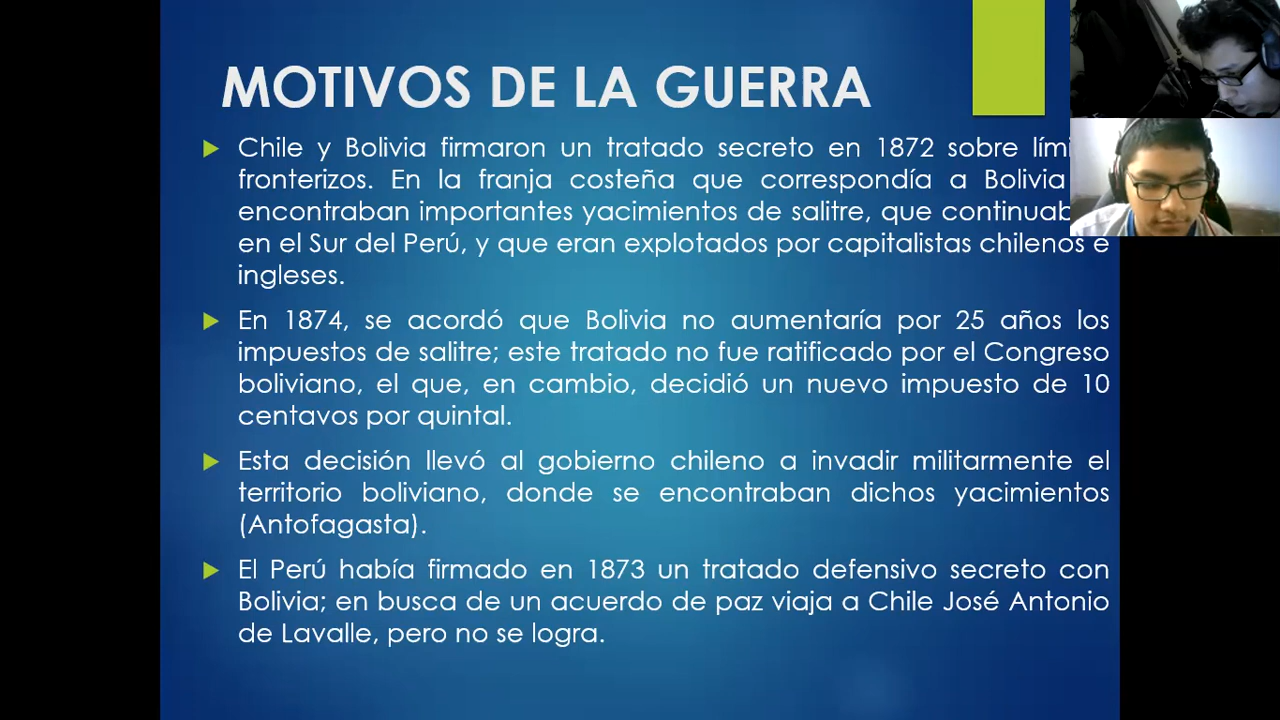 MOTIVOS DE LA GUERRA
Chile y Bolivia firmaron un tratado secreto en 1872 sobre
fronterizos. En la franja costeña que correspondía a Bolivia
encontraban importantes yacimientos de salitre, que
en el Sur del Perú, y que eran explotados por capitalistas chilenos e
ingleses.
En 1874, se acordó que Bolivia no aumentaría por 25 años los
impuestos de salitre; este tratado no fue ratificado por el Congreso
boliviano, el que, en cambio, decidió un nuevo impuesto de 10
centavos por quintal.
Esta decisión llevó al gobierno chileno a invadir militarmente el
territorio boliviano, donde se encontraban dichos yacimientos
(Antofagasta).
El Perú había firmado en 1873 un tratado defensivo secreto con
Bolivia; en busca de un acuerdo de paz viaja a Chile José Antonio
de Lavalle, pero no se logra.